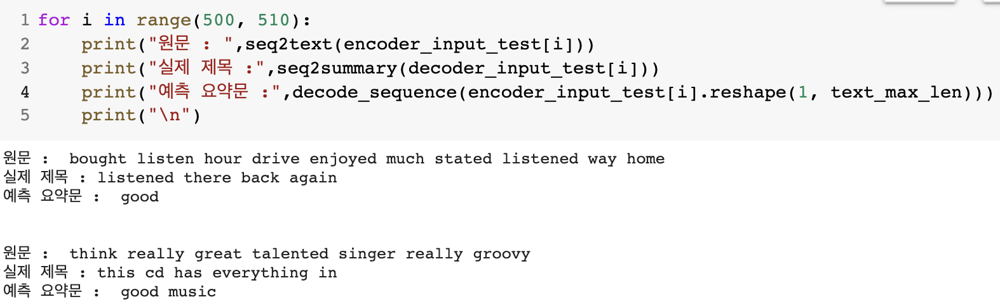 1 for i in range(500, 510):
2     print("원문 : ",seq2text(encoder_input_test[i]))
3     print("실제 제목 :",seq2summary(decoder_input_test[i]))
4     print("예측 요약문 :",decode_sequence(encoder_input_test[i].reshape(1, text_max_len)))
5     print("\n")
원문 :  bought listen hour drive enjoyed much stated listened way home
실제 제목 : listened there back again
예측 요약문 :  good
원문 :  think really great talented singer really groovy
실제 제목 : this cd has everything in
예측 요약문 :  good music